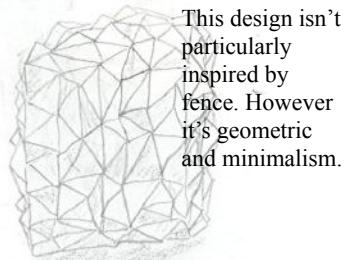 This design isn’t
particularly
inspired by
fence. However
it’s geometric
and minimalism.